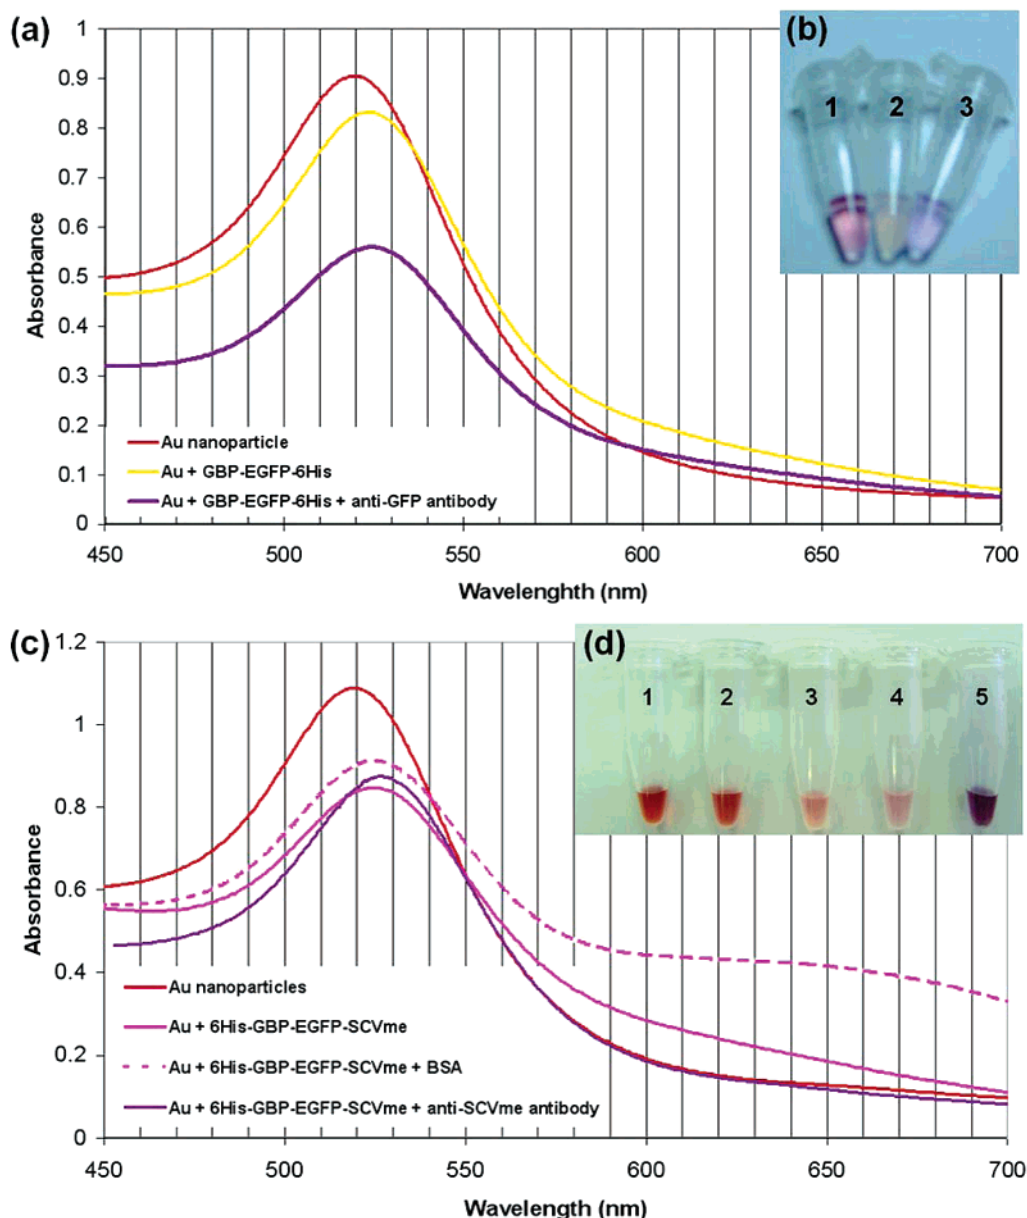 (a)
(b)
1 2 3
Absorbance
1
0.9
0.8
0.7
0.6
0.5
0.4
0.3
0.2
0.1
0
Au nanoparticle
Au + GBP-EGFP-6His
Au + GBP-EGFP-6His + anti-GFP antibody
450 500 550 600 650 700
Wavelenghth (nm)
(c)
(d)
1 2 3 4 5
Absorbance
1.2
1
0.8
0.6
0.4
0.2
0
Au nanoparticles
Au + 6His-GBP-EGFP-SCVme
Au + 6His-GBP-EGFP-SCVme + BSA
Au + 6His-GBP-EGFP-SCVme + anti-SCVme antibody
450 500 550 600 650 700
Wavelength (nm)